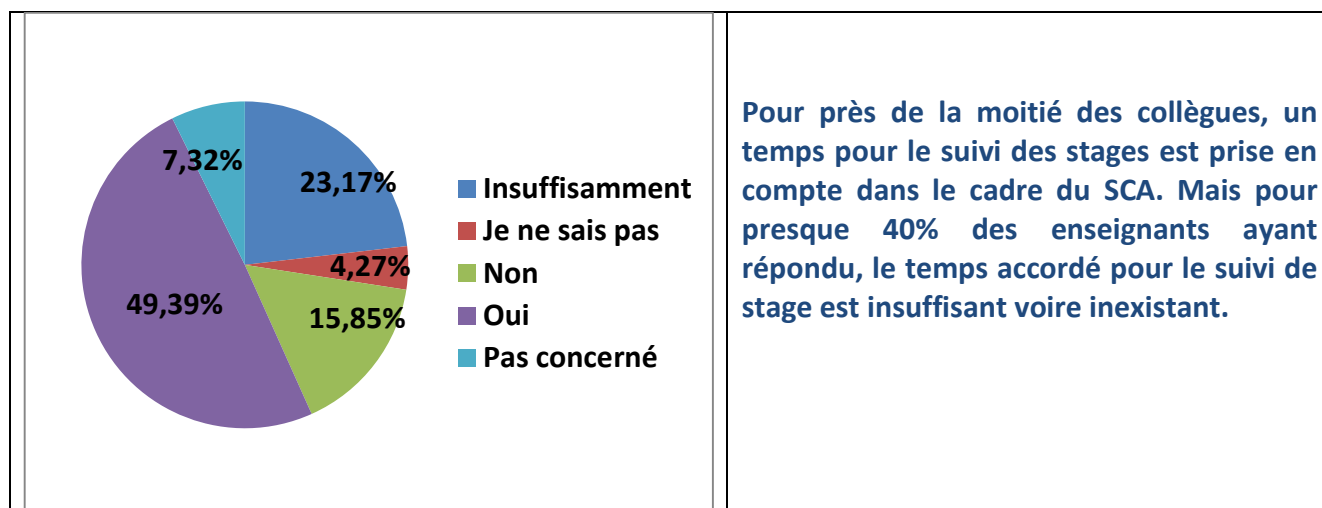 7,32%
23,17%
4,27%
15,85%
49,39%
Insuffisamment
Je ne sais pas
Non
Oui
Pas concerné
Pour près de la moitié des collègues, un
temps pour le suivi des stages est prise en
compte dans le cadre du SCA. Mais pour
presque 40% des enseignants ayant
répondu, le temps accordé pour le suivi de
stage est insuffisant voire inexistant.